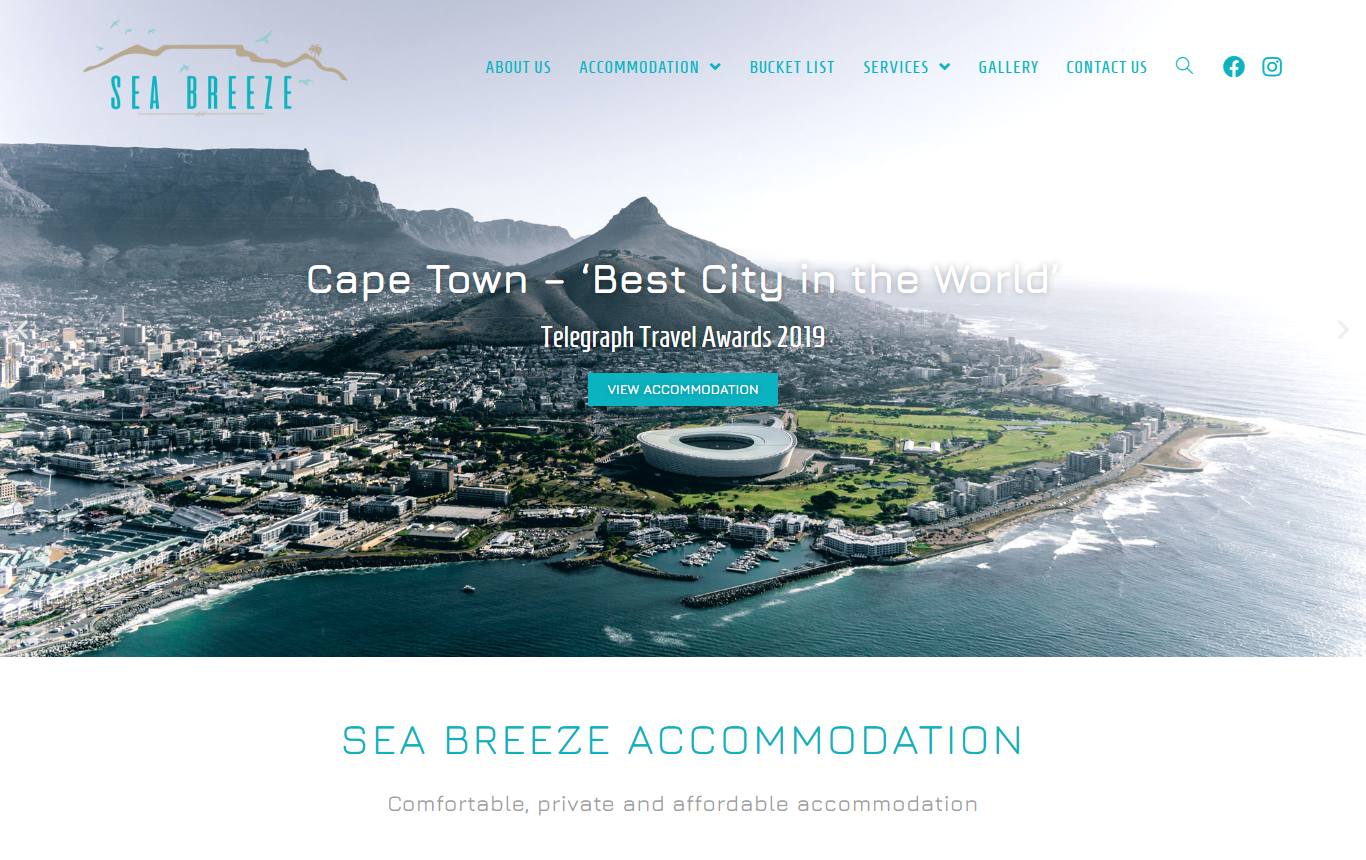 SEA BREEZE
ABOUT US ACCOMMODATION BUCKET LIST SERVICES GALLERY CONTACT US
Cape Town – ‘Best City in the World’
Telegraph Travel Awards 2019
VIEW ACCOMMODATION
SEA BREEZE ACCOMMODATION
Comfortable, private and affordable accommodation